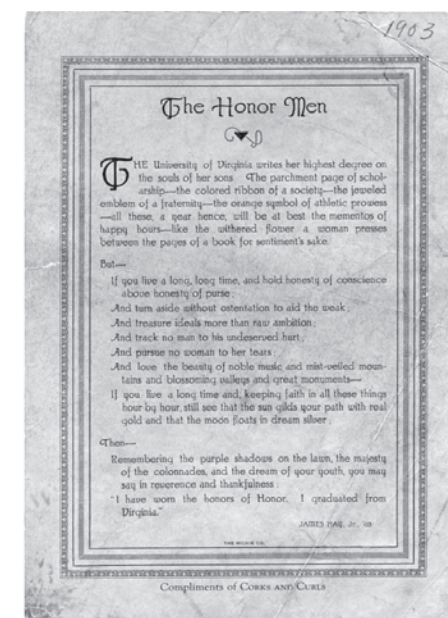 1903
The Honor Men
THE University of Virginia writes her highest degree on
the souls of her sons. The parchment page of schol-
arship—the colored ribbon of a society—the jeweled
emblem of a fraternity—the orange symbol of athletic prowess
—all these, a year hence, will be at best the mementos of
happy hours—like the withered flower a woman presses
between the pages of a book for sentiment's sake.
But—
If you live a long, long time, and hold honesty of conscience
above honesty of purse;
And turn aside without ostentation to aid the weak;
And treasure ideals more than raw ambition;
And track no man to his undeserved hurt;
And pursue no woman to her tears;
And love the beauty of noble music and mist-veiled moun-
tains and blossoming valleys and great monuments—
If you live a long time and, keeping faith in all these things
hour by hour, still see that the sun gilds your path with real
gold and that the moon floats in dream silver;
Then—
Remembering the purple shadows on the lawn, the majesty
of the colonnades, and the dream of your youth, you may
say in reverence and thankfulness:
"I have worn the honors of Honor. I graduated from
Virginia."
JAMES HAY, Jr.,
Compliments of CORKS AND CURLS